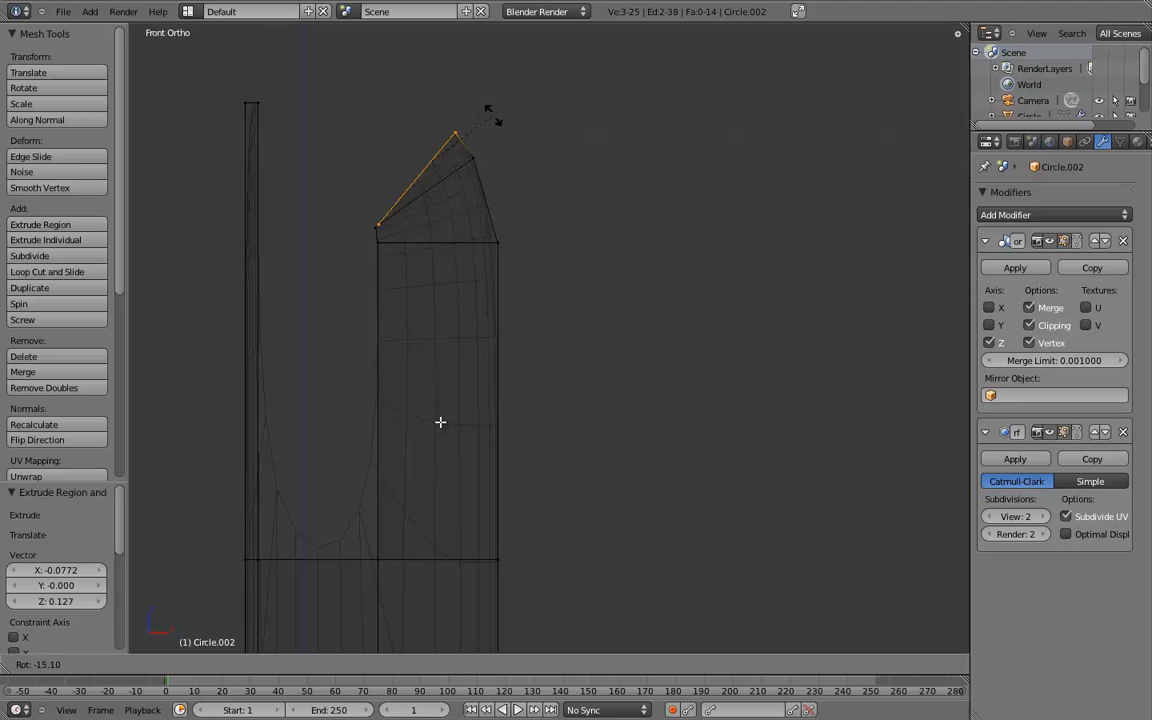 File Add Render Help Default Scene Blender Render Ve:3-25 | Ed:2-38 | Fa:0-14 | Circle.002
Mesh Tools
Transform:
Translate
Rotate
Scale
Along Normal
Deform:
Edge Slide
Noise
Smooth Vertex
Add:
Extrude Region
Extrude Individual
Subdivide
Loop Cut and Slide
Duplicate
Spin
Screw
Remove:
Delete
Merge
Remove Doubles
Normals:
Recalculate
Flip Direction
UV Mapping:
Unwrap
Extrude Region and
Extrude
Translate
Vector
X: -0.0772
Y: -0.000
Z: 0.127
Constraint Axis
X
Front Ortho
(1) Circle.002
Rot: -15.10
View Search All Scenes
Scene
RenderLayers
World
Camera
Circle
Circle.002
Modifiers
Add Modifier
or
Apply Copy
Axis: Options: Textures:
X Merge U
Y Clipping V
Z Vertex
Merge Limit: 0.001000
Mirror Object:
rf
Apply Copy
Catmull-Clark Simple
Subdivisions: Options:
View: 2 Subdivide UV
Render: 2 Optimal Displ
-50 -40 -30 -20 -10 0 10 20 30 40 50 60 70 80 90 100 110 120 130 140 150 160 170 180 190 200 210 220 230 240 250 260 270 280
View Frame Playback Start: 1 End: 250 1 No Sync